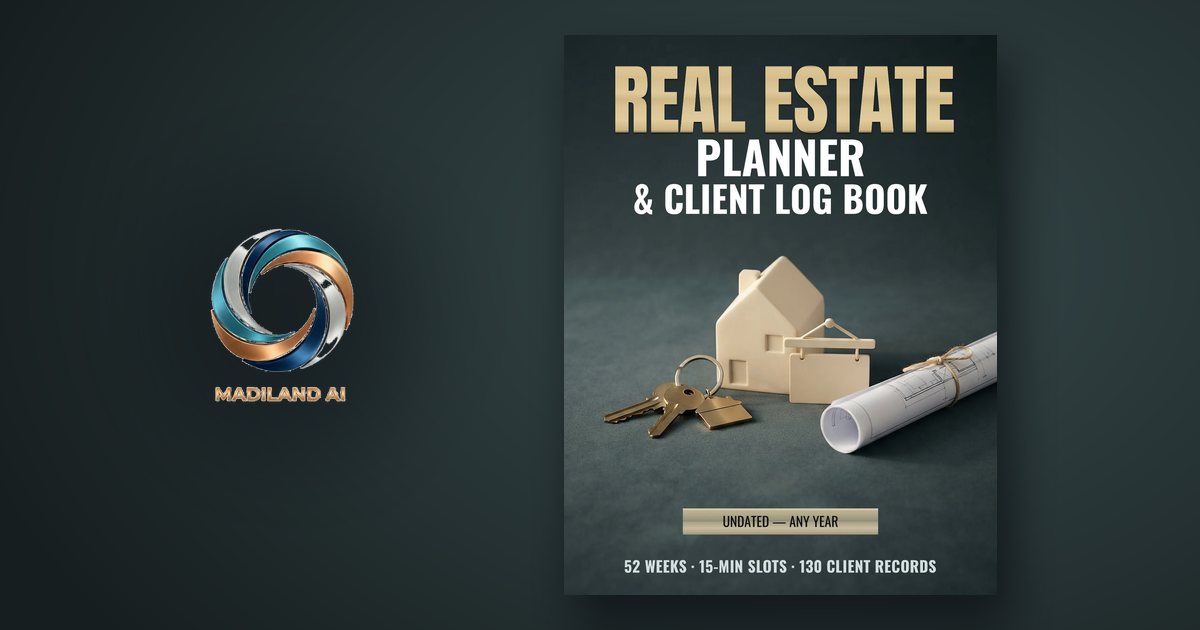 MADILAND AI
REAL ESTATE
PLANNER
& CLIENT LOG BOOK
UNDATED — ANY YEAR
52 WEEKS · 15-MIN SLOTS · 130 CLIENT RECORDS